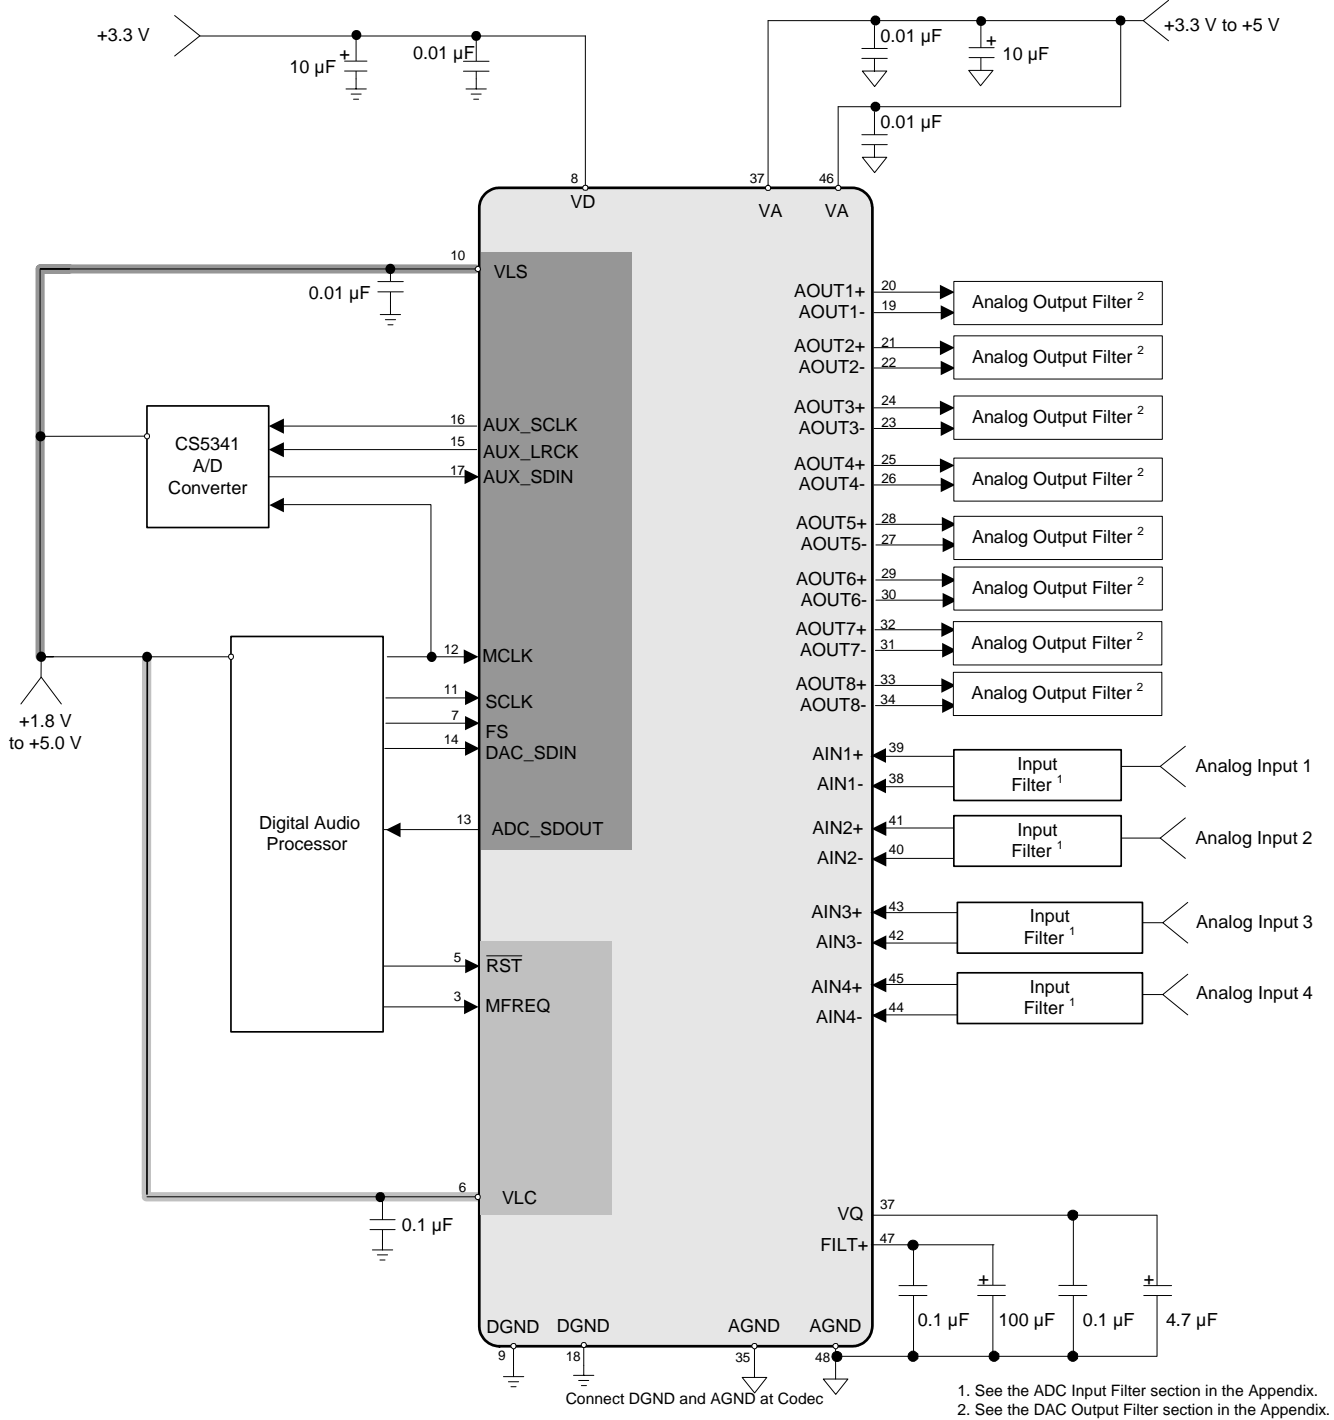 +3.3 V
10 µF
+
0.01 µF
0.01 µF
+
10 µF
+3.3 V to +5 V
0.01 µF
8
VD
37
VA
46
VA
10
VLS
0.01 µF
CS5341
A/D
Converter
16
AUX_SCLK
15
AUX_LRCK
17
AUX_SDIN
12
MCLK
11
SCLK
7
FS
14
DAC_SDIN
13
ADC_SDOUT
+1.8 V
to +5.0 V
Digital Audio
Processor
5
RST
3
MFREQ
6
VLC
0.1 µF
AOUT1+ 20
AOUT1- 19
Analog Output Filter 2
AOUT2+ 21
AOUT2- 22
Analog Output Filter 2
AOUT3+ 24
AOUT3- 23
Analog Output Filter 2
AOUT4+ 25
AOUT4- 26
Analog Output Filter 2
AOUT5+ 28
AOUT5- 27
Analog Output Filter 2
AOUT6+ 29
AOUT6- 30
Analog Output Filter 2
AOUT7+ 32
AOUT7- 31
Analog Output Filter 2
AOUT8+ 33
AOUT8- 34
Analog Output Filter 2
AIN1+ 39
AIN1- 38
Input
Filter 1
Analog Input 1
AIN2+ 41
AIN2- 40
Input
Filter 1
Analog Input 2
AIN3+ 43
AIN3- 42
Input
Filter 1
Analog Input 3
AIN4+ 45
AIN4- 44
Input
Filter 1
Analog Input 4
VQ 37
FILT+ 47
0.1 µF
+
100 µF
0.1 µF
+
4.7 µF
DGND
9
DGND
18
AGND
35
AGND
48
Connect DGND and AGND at Codec
1. See the ADC Input Filter section in the Appendix.
2. See the DAC Output Filter section in the Appendix.